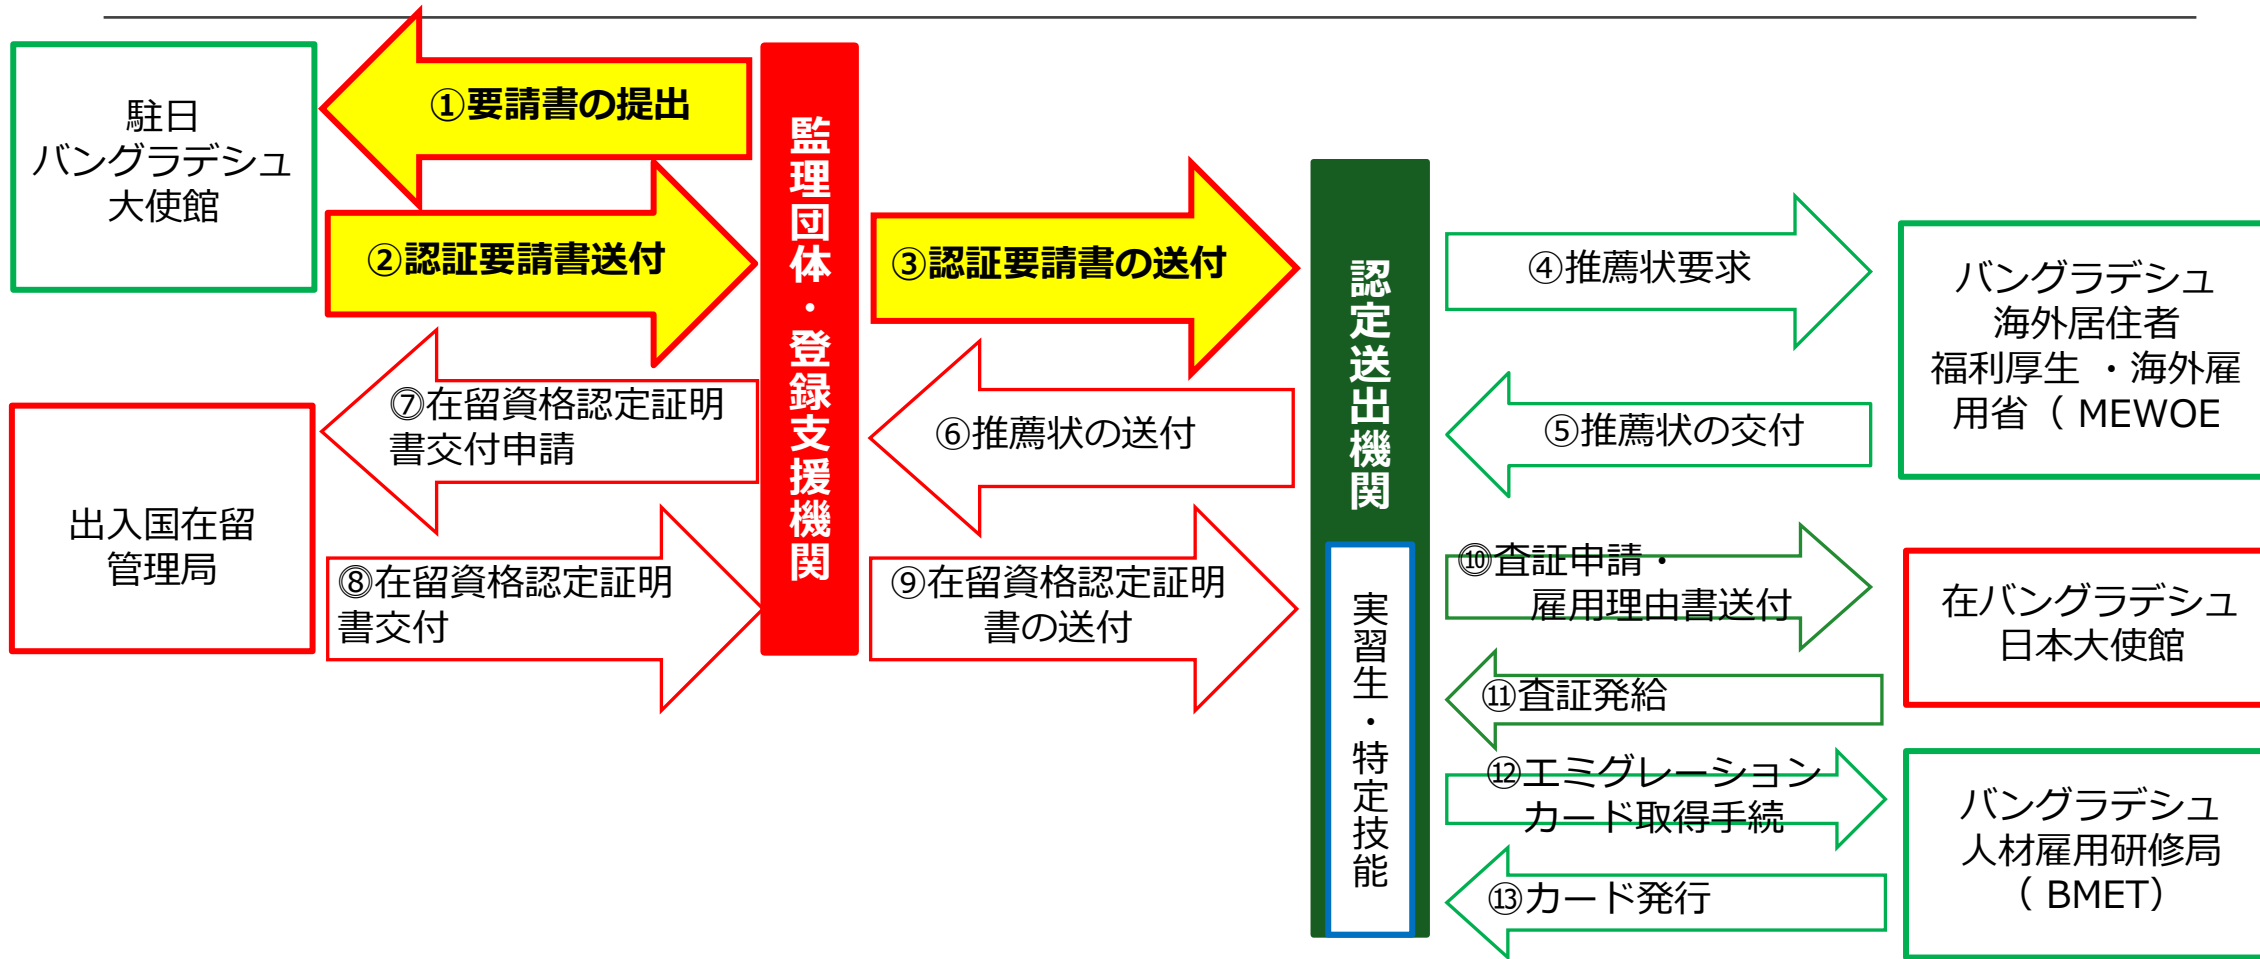 駐日
バングラデシュ
大使館
①要請書の提出
②認証要請書送付
監理団体・登録支援機関
③認証要請書の送付
認定送出機関
④推薦状要求
バングラデシュ
海外居住者
福利厚生 ・海外雇
用省（ MEWOE
⑤推薦状の交付
⑥推薦状の送付
⑦在留資格認定証明
書交付申請
出入国在留
管理局
⑧在留資格認定証明
書交付
⑨在留資格認定証明
書の送付
実習生・特定技能
⑩査証申請・
雇用理由書送付
在バングラデシュ
日本大使館
⑪査証発給
⑫エミグレーション
カード取得手続
バングラデシュ
人材雇用研修局
（ BMET）
⑬カード発行